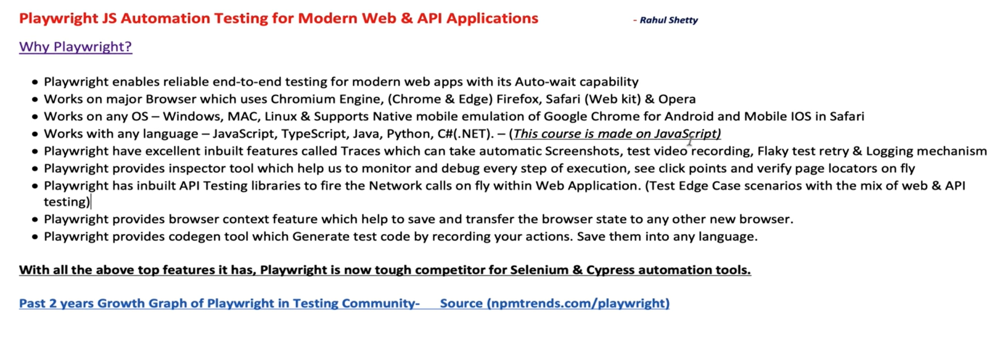 Playwright JS Automation Testing for Modern Web & API Applications - Rahul Shetty
Why Playwright?
• Playwright enables reliable end-to-end testing for modern web apps with its Auto-wait capability
• Works on major Browser which uses Chromium Engine, (Chrome & Edge) Firefox, Safari (Web kit) & Opera
• Works on any OS – Windows, MAC, Linux & Supports Native mobile emulation of Google Chrome for Android and Mobile IOS in Safari
• Works with any language – JavaScript, TypeScript, Java, Python, C#(.NET). – (This course is made on JavaScript)
• Playwright have excellent inbuilt features called Traces which can take automatic Screenshots, test video recording, Flaky test retry & Logging mechanism
• Playwright provides inspector tool which help us to monitor and debug every step of execution, see click points and verify page locators on fly
• Playwright has inbuilt API Testing libraries to fire the Network calls on fly within Web Application. (Test Edge Case scenarios with the mix of web & API
testing)
• Playwright provides browser context feature which help to save and transfer the browser state to any other new browser.
• Playwright provides codegen tool which Generate test code by recording your actions. Save them into any language.
With all the above top features it has, Playwright is now tough competitor for Selenium & Cypress automation tools.
Past 2 years Growth Graph of Playwright in Testing Community- Source (npmtrends.com/playwright)